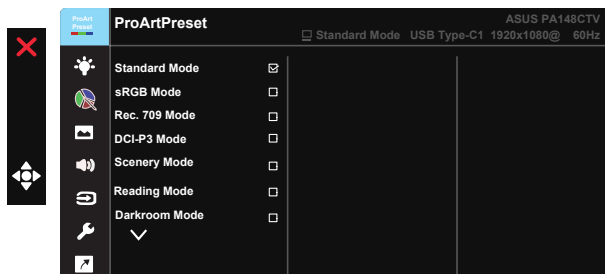 ProArt
Preset
ProArtPreset
ASUS PA148CTV
Standard Mode USB Type-C1 1920x1080@ 60Hz
Standard Mode
sRGB Mode
Rec. 709 Mode
DCI-P3 Mode
Scenery Mode
Reading Mode
Darkroom Mode